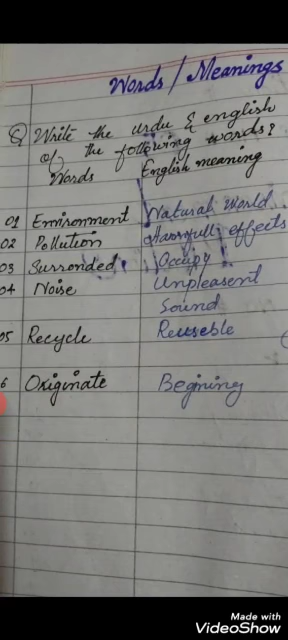 Words / Meanings
Q Write the urdu & english
of the following words?
Words English meaning
01 Environment Natural World
02 Pollution Harmfull effects
03 Surronded Occupy
04 Noise Unpleasent
Sound
05 Recycle Reuseble
6 Originate Begining
Made with
VideoShow